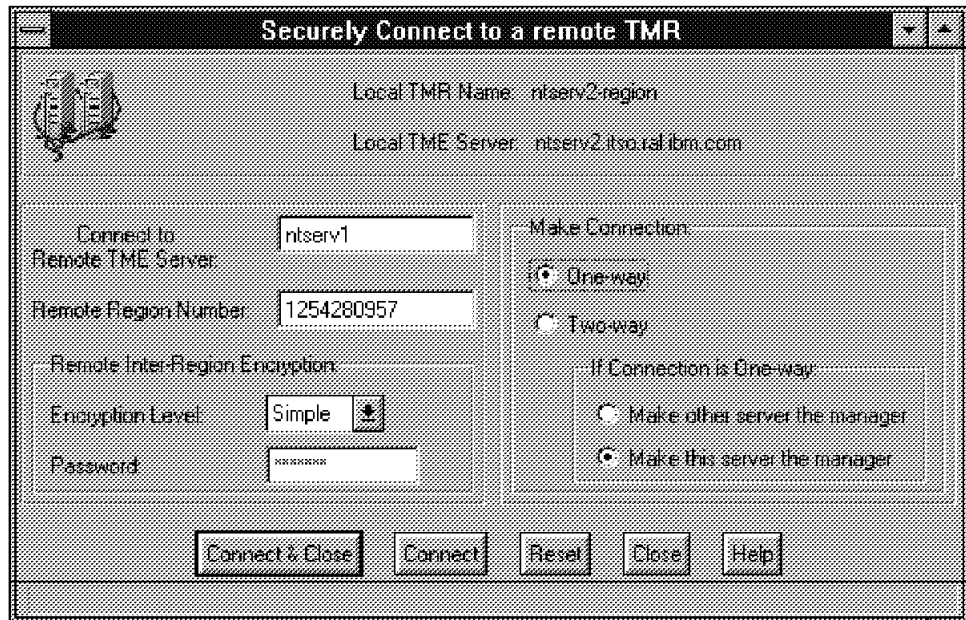 Securely Connect to a remote TMR
Local TMR Name: ntserv2-region
Local TME Server: ntserv2.itso.ral.ibm.com
Connect to
Remote TME Server:
ntserv1
Remote Region Number:
1254280957
Remote Inter-Region Encryption:
Encryption Level:
Simple
Password:
*******
Make Connection:
One-way
Two-way
If Connection is One-way:
Make other server the manager
Make this server the manager
Connect & Close
Connect
Reset
Close
Help